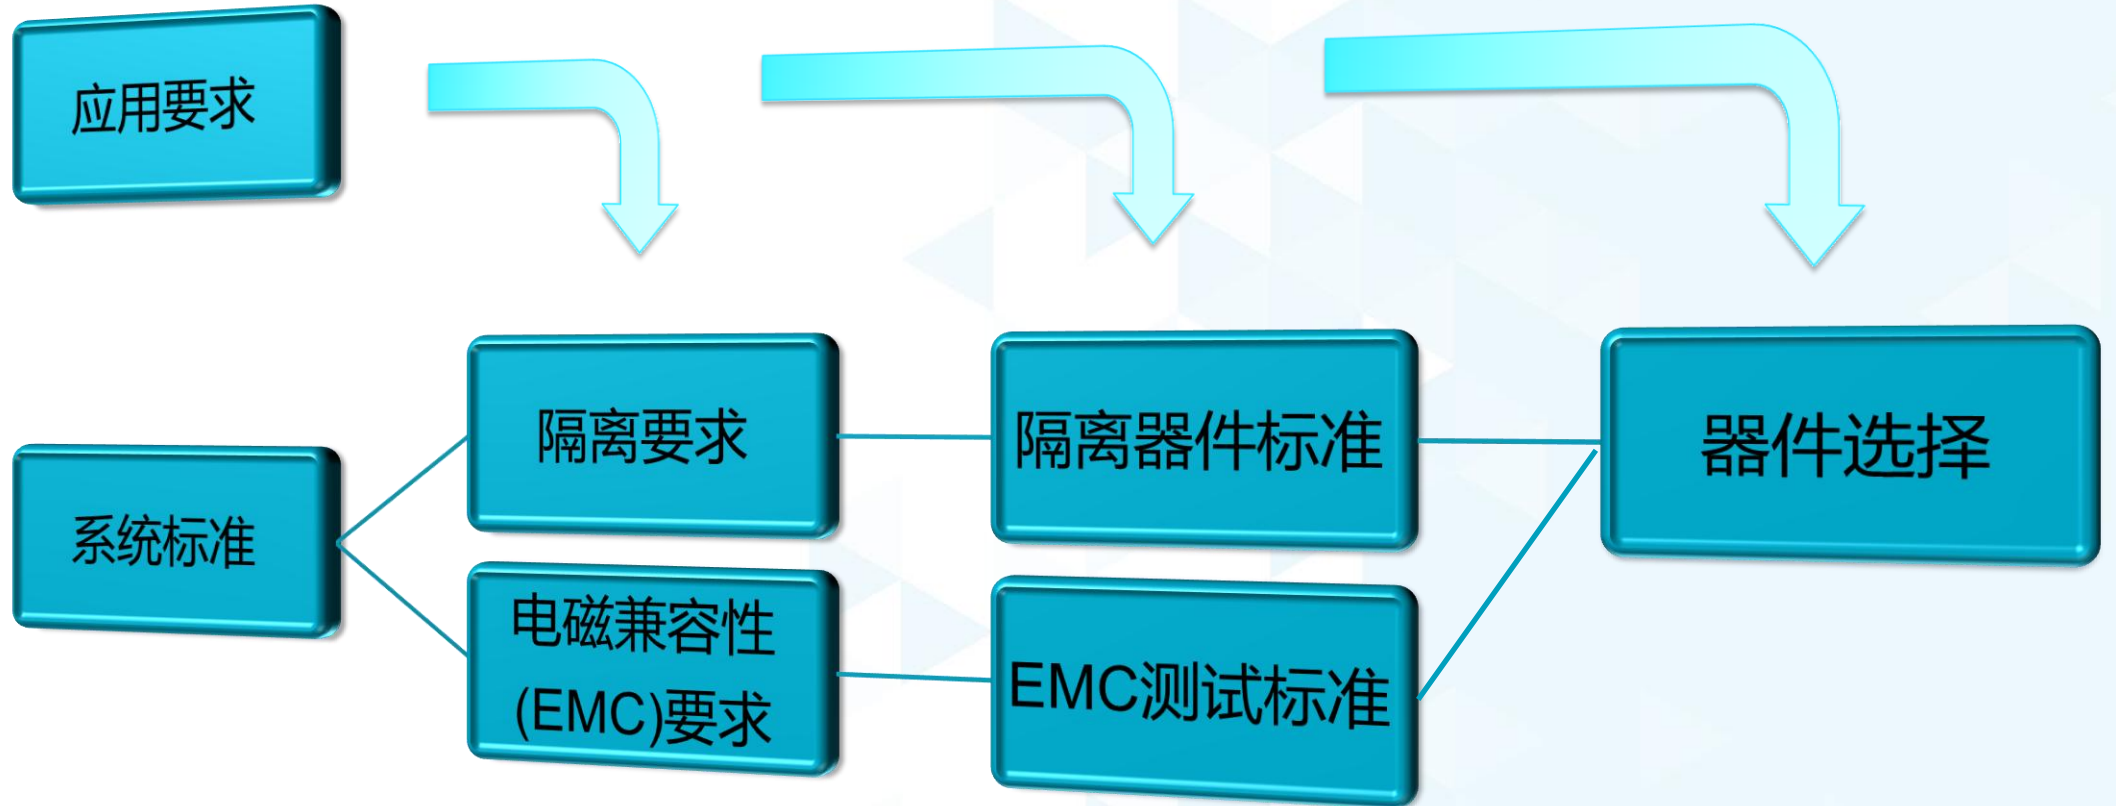 应用要求
隔离要求
隔离器件标准
器件选择
系统标准
电磁兼容性
(EMC)要求
EMC测试标准